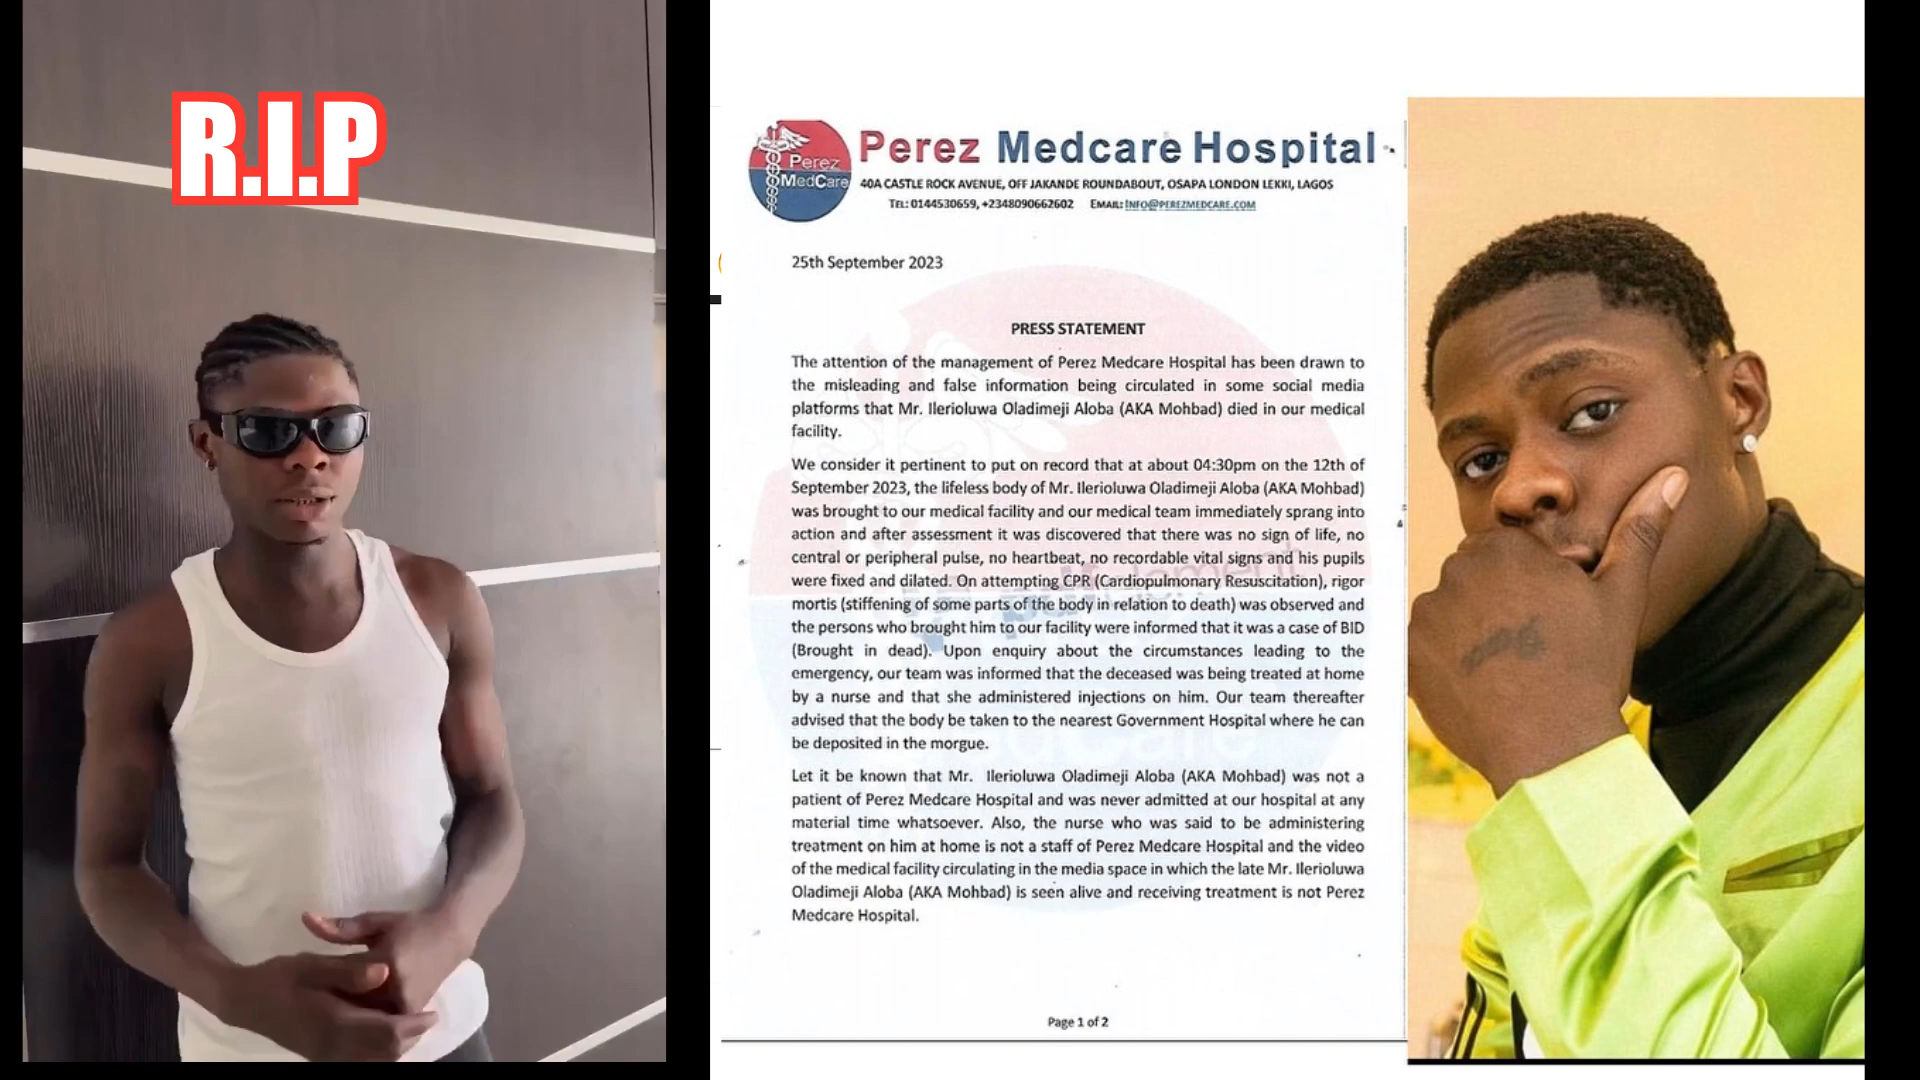 R.I.P
Perez
MedCare
Perez Medcare Hospital
40A CASTLE ROCK AVENUE, OFF JAKANDE ROUNDABOUT, OSAPA LONDON LEKKI, LAGOS
TEL: 0144530659, +2348090662602 EMAIL: INFO@PEREZMEDCARE.COM
25th September 2023
PRESS STATEMENT
The attention of the management of Perez Medcare Hospital has been drawn to
the misleading and false information being circulated in some social media
platforms that Mr. Ilerioluwa Oladimeji Aloba (AKA Mohbad) died in our medical
facility.
We consider it pertinent to put on record that at about 04:30pm on the 12th of
September 2023, the lifeless body of Mr. Ilerioluwa Oladimeji Aloba (AKA Mohbad)
was brought to our medical facility and our medical team immediately sprang into
action and after assessment it was discovered that there was no sign of life, no
central or peripheral pulse, no heartbeat, no recordable vital signs and his pupils
were fixed and dilated. On attempting CPR (Cardiopulmonary Resuscitation), rigor
mortis (stiffening of some parts of the body in relation to death) was observed and
the persons who brought him to our facility were informed that it was a case of BID
(Brought in dead). Upon enquiry about the circumstances leading to the
emergency, our team was informed that the deceased was being treated at home
by a nurse and that she administered injections on him. Our team thereafter
advised that the body be taken to the nearest Government Hospital where he can
be deposited in the morgue.
Let it be known that Mr. Ilerioluwa Oladimeji Aloba (AKA Mohbad) was not a
patient of Perez Medcare Hospital and was never admitted at our hospital at any
material time whatsoever. Also, the nurse who was said to be administering
treatment on him at home is not a staff of Perez Medcare Hospital and the video
of the medical facility circulating in the media space in which the late Mr. Ilerioluwa
Oladimeji Aloba (AKA Mohbad) is seen alive and receiving treatment is not Perez
Medcare Hospital.
Page 1 of 2